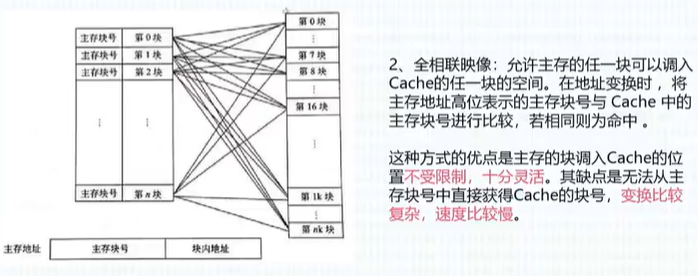 主存块号 第 0 块
主存块号 第 1 块
主存块号 第 2 块
⋮ ⋮
主存块号 第 n 块
第 0 块
⋮
第 7 块
第 8 块
⋮
第 16 块
⋮
第 1k 块
⋮
第 nk 块
主存地址 主存块号 块内地址
2、全相联映像：允许主存的任一块可以调入
Cache的任一块的空间。在地址变换时 ，将
主存地址高位表示的主存块号与 Cache 中的
主存块号进行比较，若相同则为命中 。
这种方式的优点是主存的块调入Cache的位
置不受限制，十分灵活。其缺点是无法从主
存块号中直接获得Cache的块号，变换比较
复杂，速度比较慢。